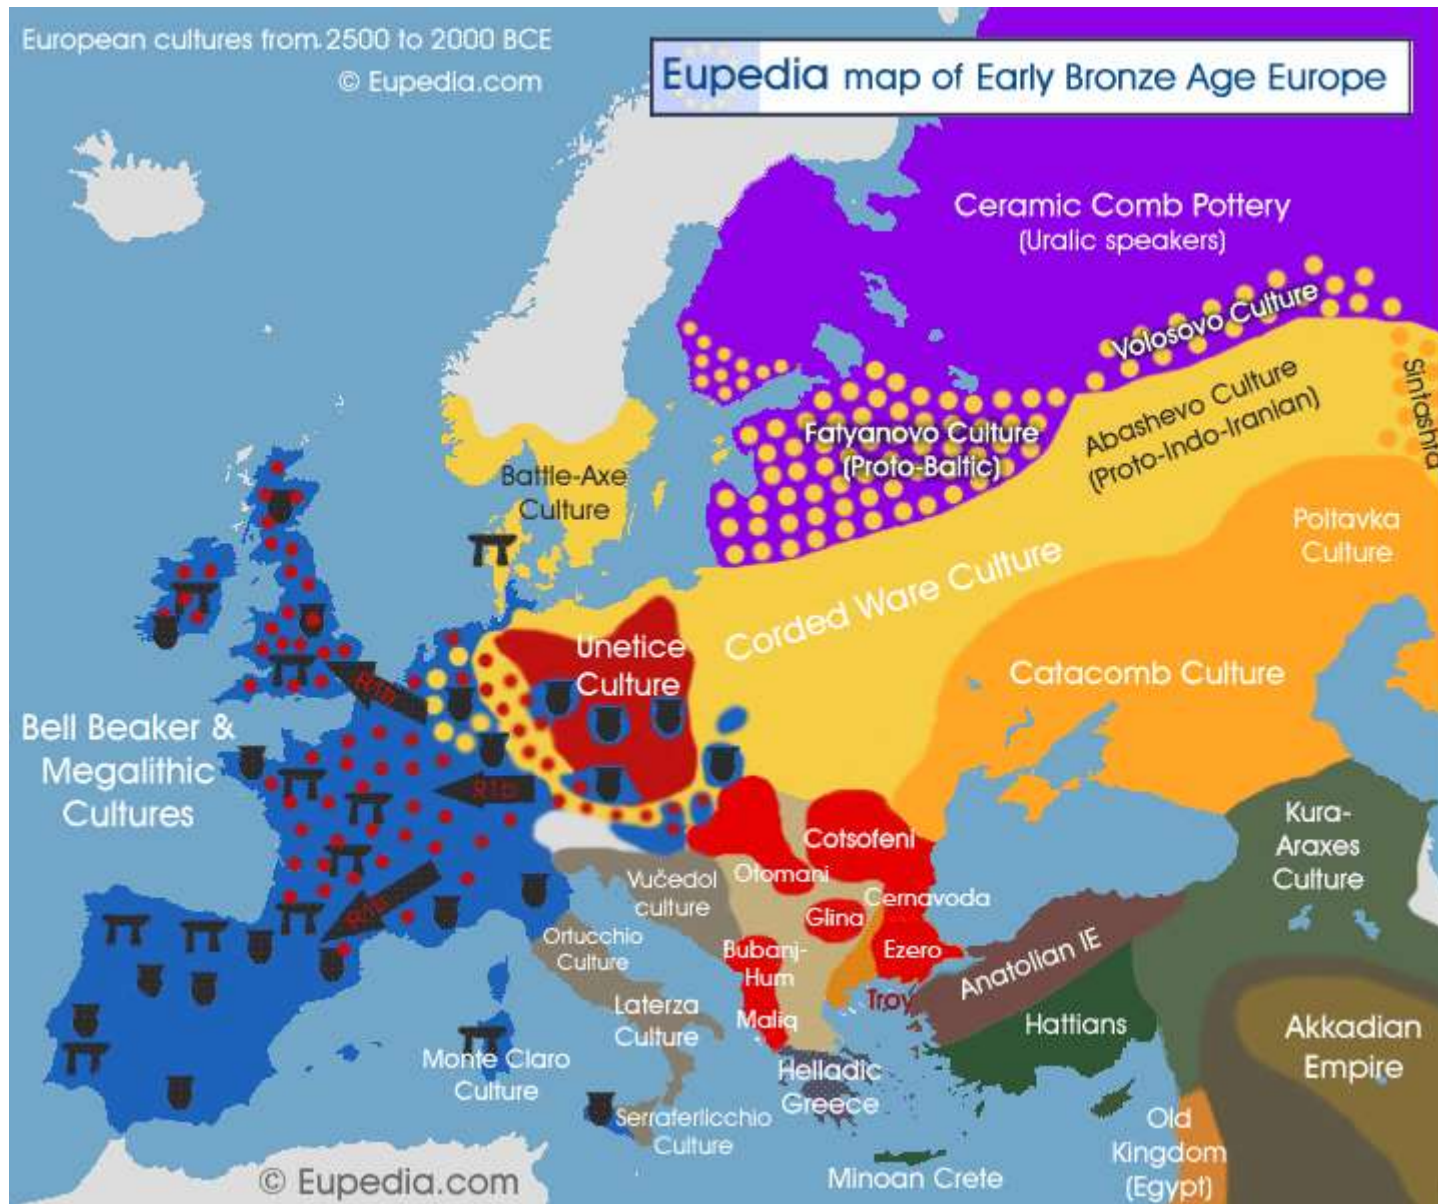 European cultures from 2500 to 2000 BCE
© Eupedia.com
Eupedia map of Early Bronze Age Europe
Ceramic Comb Pottery
(Uralic speakers)
Volosovo Culture
Abashevo Culture
(Proto-Indo-Iranian)
Sintashta
Fatyanovo Culture
(Proto-Baltic)
Battle-Axe
Culture
Poltavka
Culture
Corded Ware Culture
Unetice
Culture
Catacomb Culture
R1b
Bell Beaker &
Megalithic
Cultures
R1b
Kura-
Araxes
Culture
Cotsofeni
Otomani
Vučedol
culture
Cernavoda
Glina
R1b
Ortucchio
Culture
Bubanj-
Hum
Ezero
Anatolian IE
Troy
Laterza
Culture
Maliq
Hattians
Akkadian
Empire
Monte Claro
Culture
Helladic
Greece
Serraferlicchio
Culture
Old
Kingdom
(Egypt)
Minoan Crete
© Eupedia.com